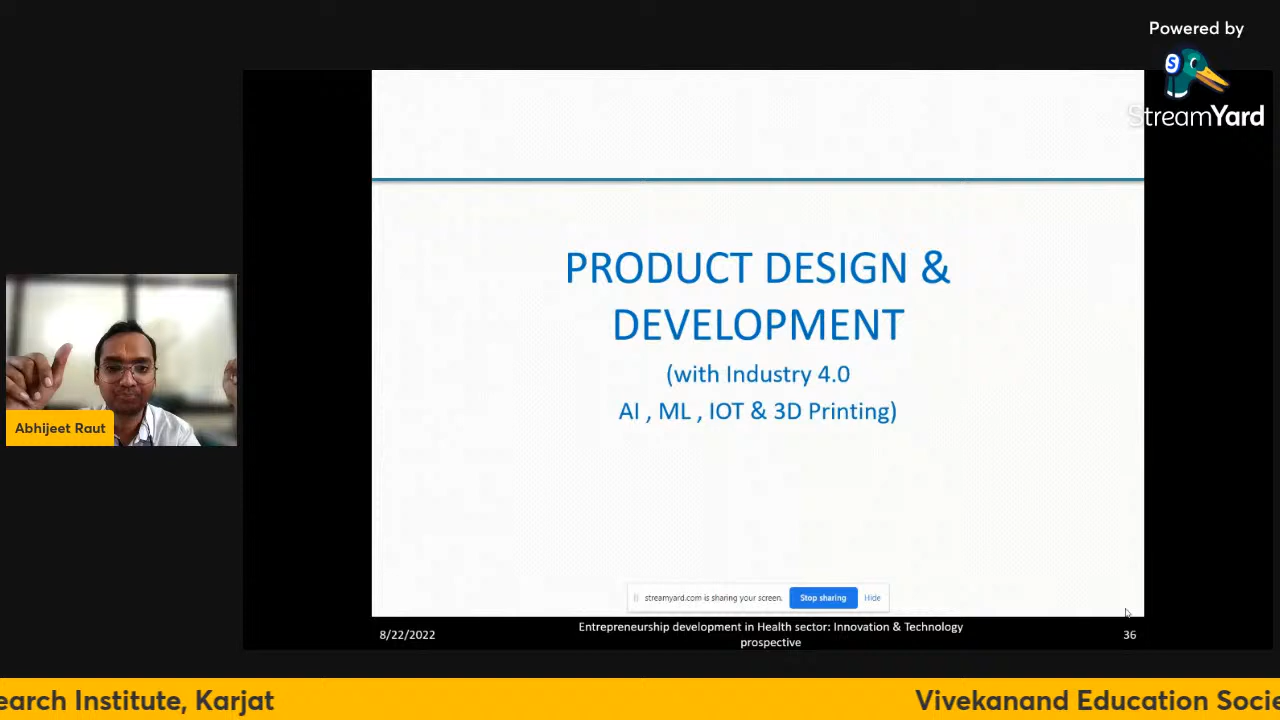 Powered by
StreamYard
PRODUCT DESIGN &
DEVELOPMENT
(with Industry 4.0
AI , ML , IOT & 3D Printing)
Abhijeet Raut
streamyard.com is sharing your screen.
Stop sharing
Hide
8/22/2022
Entrepreneurship development in Health sector: Innovation & Technology
prospective
36
earch Institute, Karjat
Vivekanand Education Socie